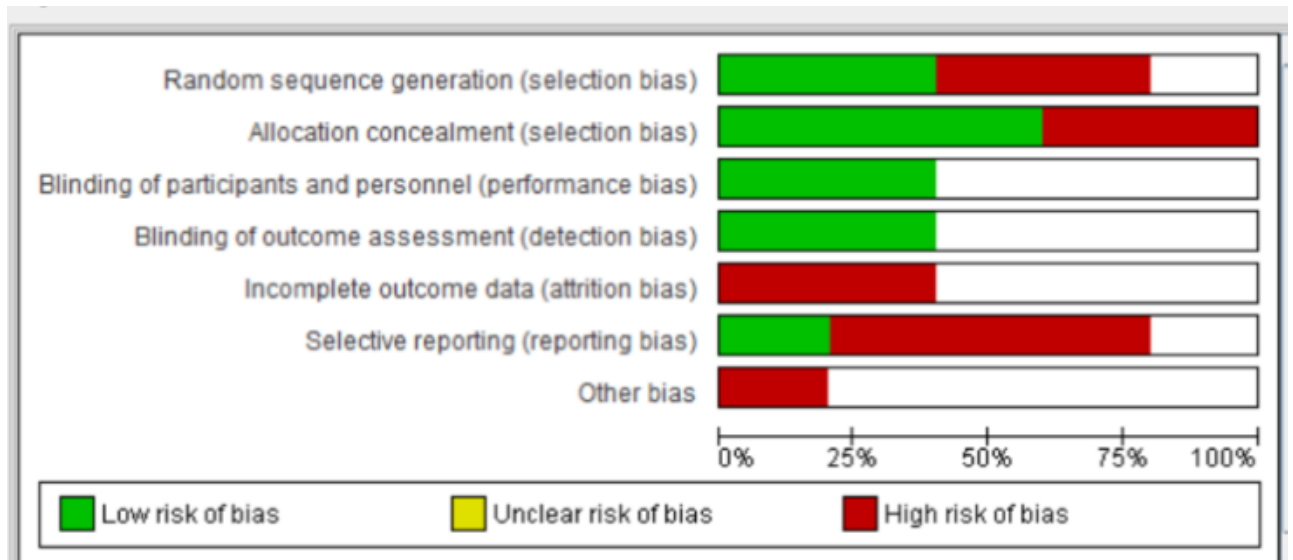 Random sequence generation (selection bias)
Allocation concealment (selection bias)
Blinding of participants and personnel (performance bias)
Blinding of outcome assessment (detection bias)
Incomplete outcome data (attrition bias)
Selective reporting (reporting bias)
Other bias
0% 25% 50% 75% 100%
Low risk of bias Unclear risk of bias High risk of bias